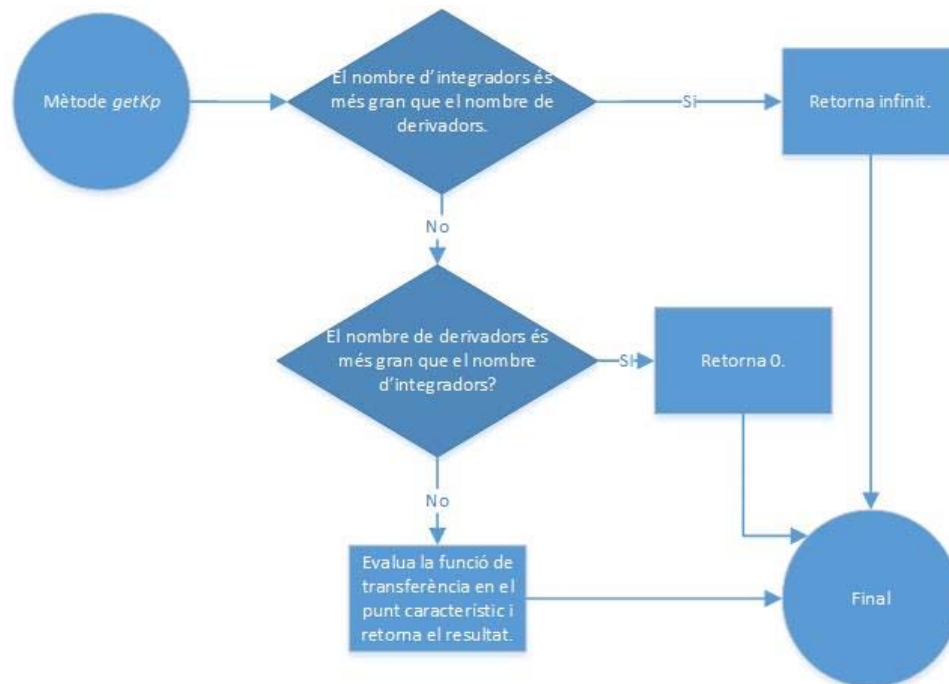 Mètode getKp
El nombre d'integradors és
més gran que el nombre de
derivadors.
Si
Retorna infinit.
No
El nombre de derivadors és
més gran que el nombre
d'integradors?
SI
Retorna 0.
No
Evalua la funció de
transferència en el
punt característic i
retorna el resultat.
Final